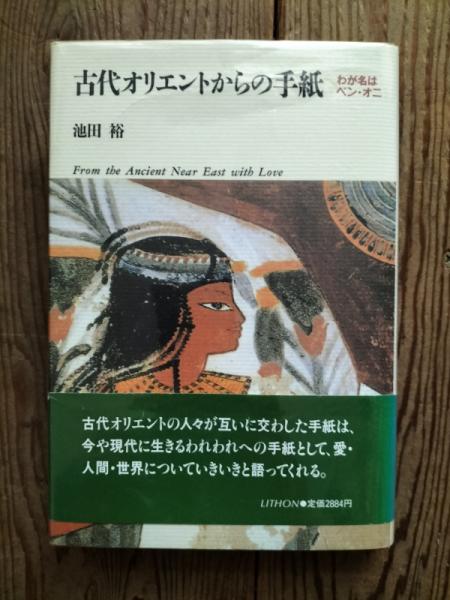 古代オリエントからの手紙
わが名は
ベン・オニ
池田 裕
From the Ancient Near East with Love
古代オリエントの人々が互いに交わした手紙は、
今や現代に生きるわれわれへの手紙として、愛・
人間・世界についていきいきと語ってくれる。
LITHON●定価2884円